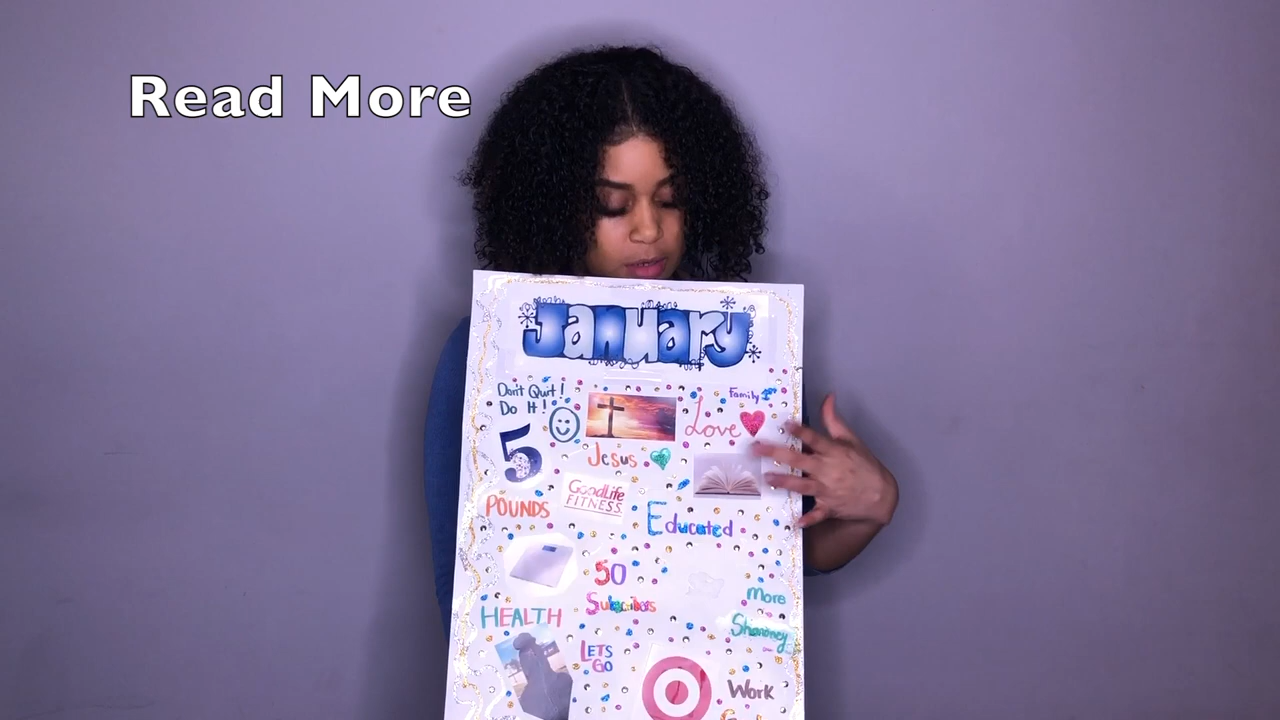 Read More
January
Don't Quit!
Do It!
Family 1st
Love
5
Jesus
POUNDS
GoodLife
FITNESS
Educated
50
Subscribers
HEALTH
More
LETS
GO
Work